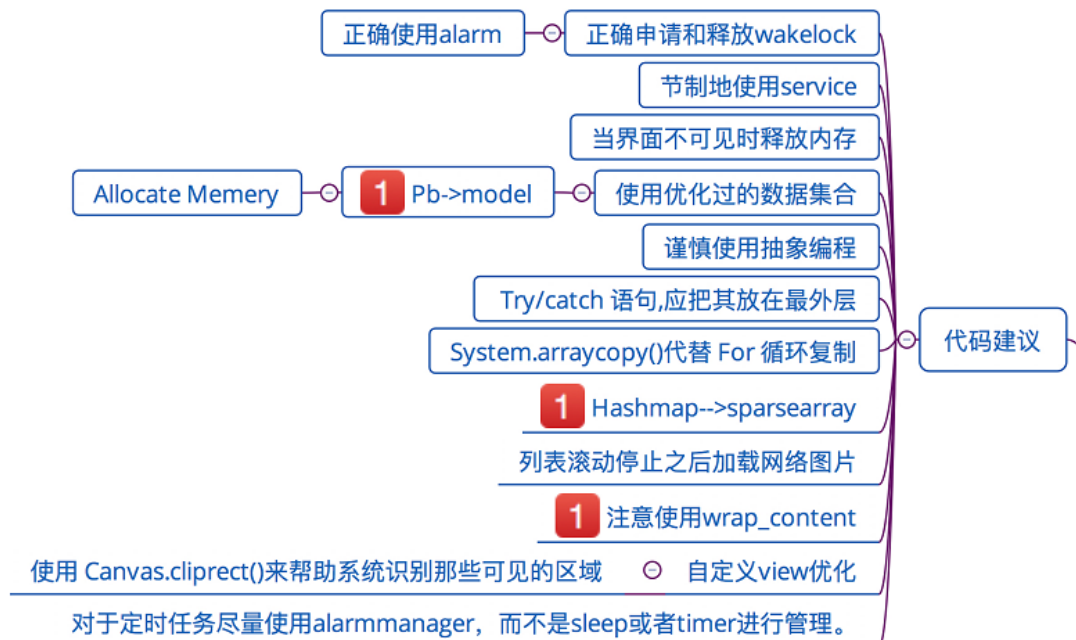 正确使用alarm
正确申请和释放wakelock
节制地使用service
当界面不可见时释放内存
Allocate Memery
1 Pb->model
使用优化过的数据集合
谨慎使用抽象编程
Try/catch 语句,应把其放在最外层
System.arraycopy()代替 For 循环复制
代码建议
1 Hashmap-->sparsearray
列表滚动停止之后加载网络图片
1 注意使用wrap_content
使用 Canvas.cliprect()来帮助系统识别那些可见的区域
自定义view优化
对于定时任务尽量使用alarmmanager，而不是sleep或者timer进行管理。